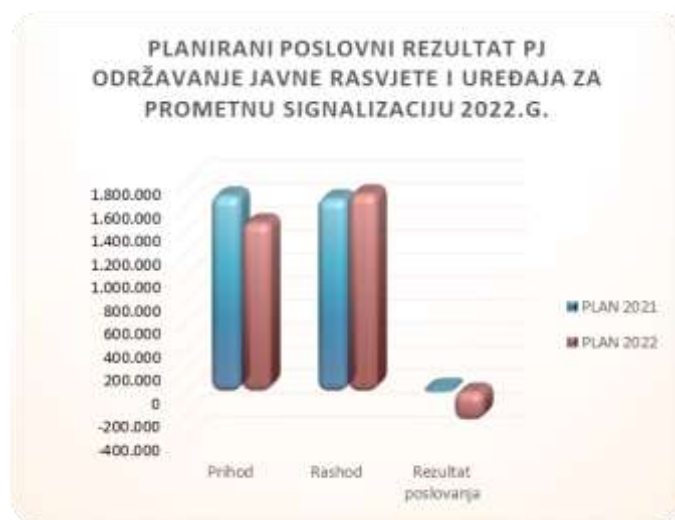 PLANIRANI POSLOVNI REZULTAT PJ
ODRŽAVANJE JAVNE RASVJETE I UREĐAJA ZA
PROMETNU SIGNALIZACIJU 2022.G.
1.800.000
1.600.000
1.400.000
1.200.000
1.000.000
800.000
600.000
400.000
200.000
0
-200.000
-400.000
PLAN 2021
PLAN 2022
Prihod
Rashod
Rezultat
poslovanja